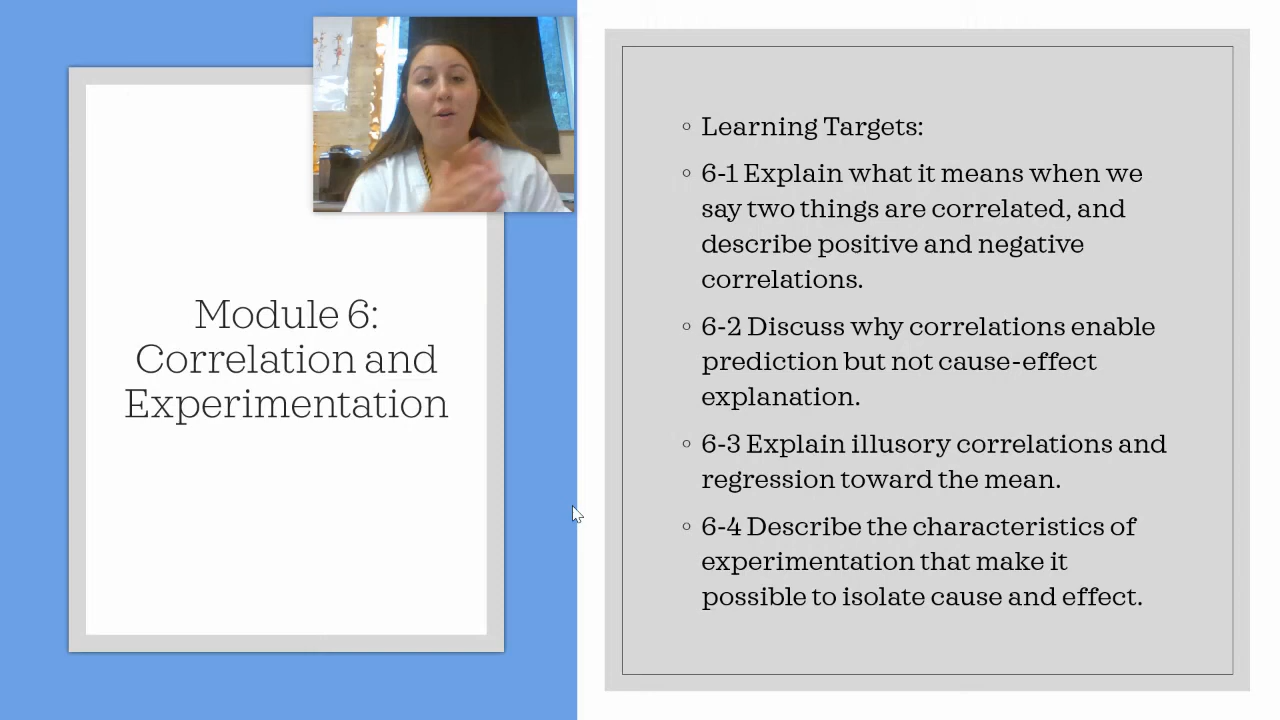 Module 6:
Correlation and
Experimentation
Learning Targets:
6-1 Explain what it means when we
say two things are correlated, and
describe positive and negative
correlations.
6-2 Discuss why correlations enable
prediction but not cause-effect
explanation.
6-3 Explain illusory correlations and
regression toward the mean.
6-4 Describe the characteristics of
experimentation that make it
possible to isolate cause and effect.